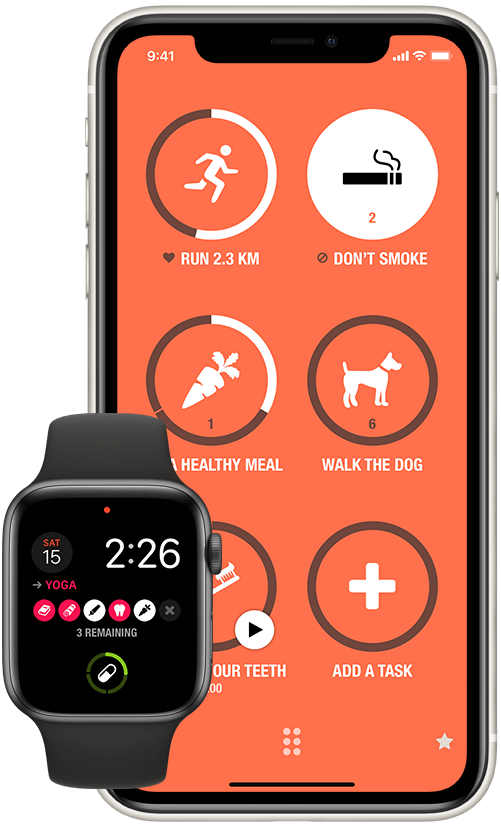 9:41
2
RUN 2.3 KM
DON'T SMOKE
1
6
A HEALTHY MEAL
WALK THE DOG
OUR TEETH
ADD A TASK
00
SAT
15
2:26
→ YOGA
3 REMAINING